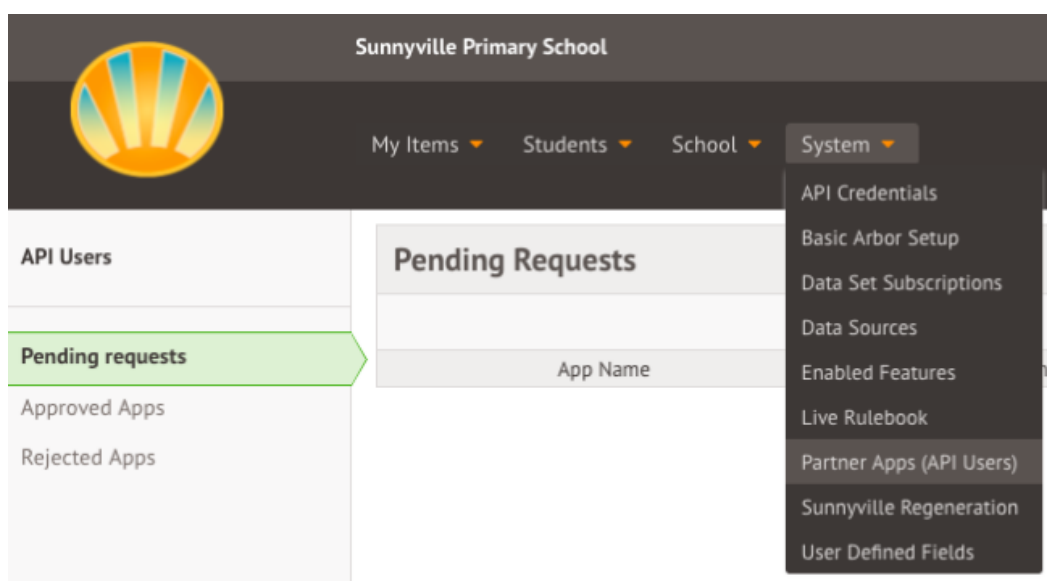 Sunnyville Primary School
My Items Students School System
API Credentials
Basic Arbor Setup
Data Set Subscriptions
Data Sources
Enabled Features
Live Rulebook
Partner Apps (API Users)
Sunnyville Regeneration
User Defined Fields
API Users
Pending requests
Approved Apps
Rejected Apps
Pending Requests
App Name